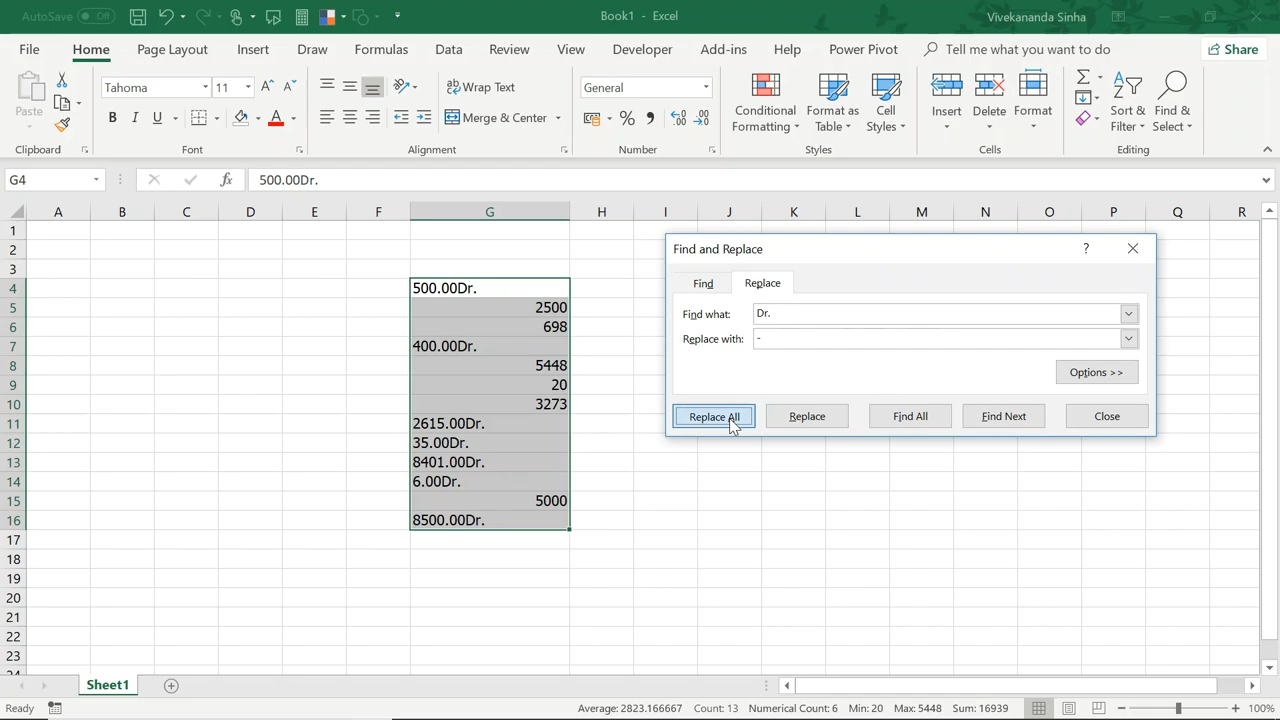 AutoSave Off
Book1 - Excel
Vivekananda Sinha
File Home Insert Page Layout Formulas Data Review View Developer Add-ins Help Power Pivot Tell me what you want to do Share
Paste
Clipboard
Tahoma 11
B I U A
Font
ab Wrap Text
Merge & Center
Alignment
General
% ,
Number
Conditional Formatting
Format as Table
Cell Styles
Styles
Insert Delete Format
Cells
Sort & Filter
Find & Select
Editing
G4 fx 500.00Dr.
A B C D E F G H I J K L M N O P Q R
1
2
3
4 500.00Dr.
5 2500
6 698
7 400.00Dr.
8 5448
9 20
10 3273
11 2615.00Dr.
12 35.00Dr.
13 8401.00Dr.
14 6.00Dr.
15 5000
16 8500.00Dr.
17
18
19
20
21
22
23
24
Find and Replace ?
Find Replace
Find what: Dr.
Replace with: -
Options >>
Replace All Replace Find All Find Next Close
Sheet1
Ready Average: 2823.166667 Count: 13 Numerical Count: 6 Min: 20 Max: 5448 Sum: 16939 100%